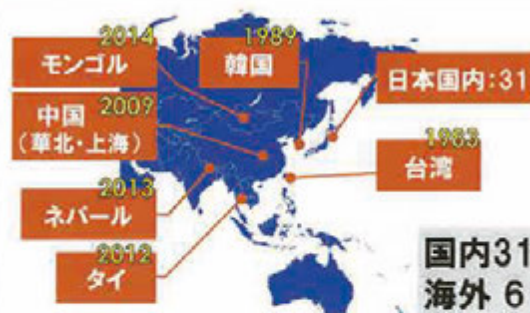 2014
モンゴル
1989
韓国
日本国内:31
2009
中国
(華北・上海)
1983
台湾
2013
ネパール
2012
タイ
国内31
海外 6